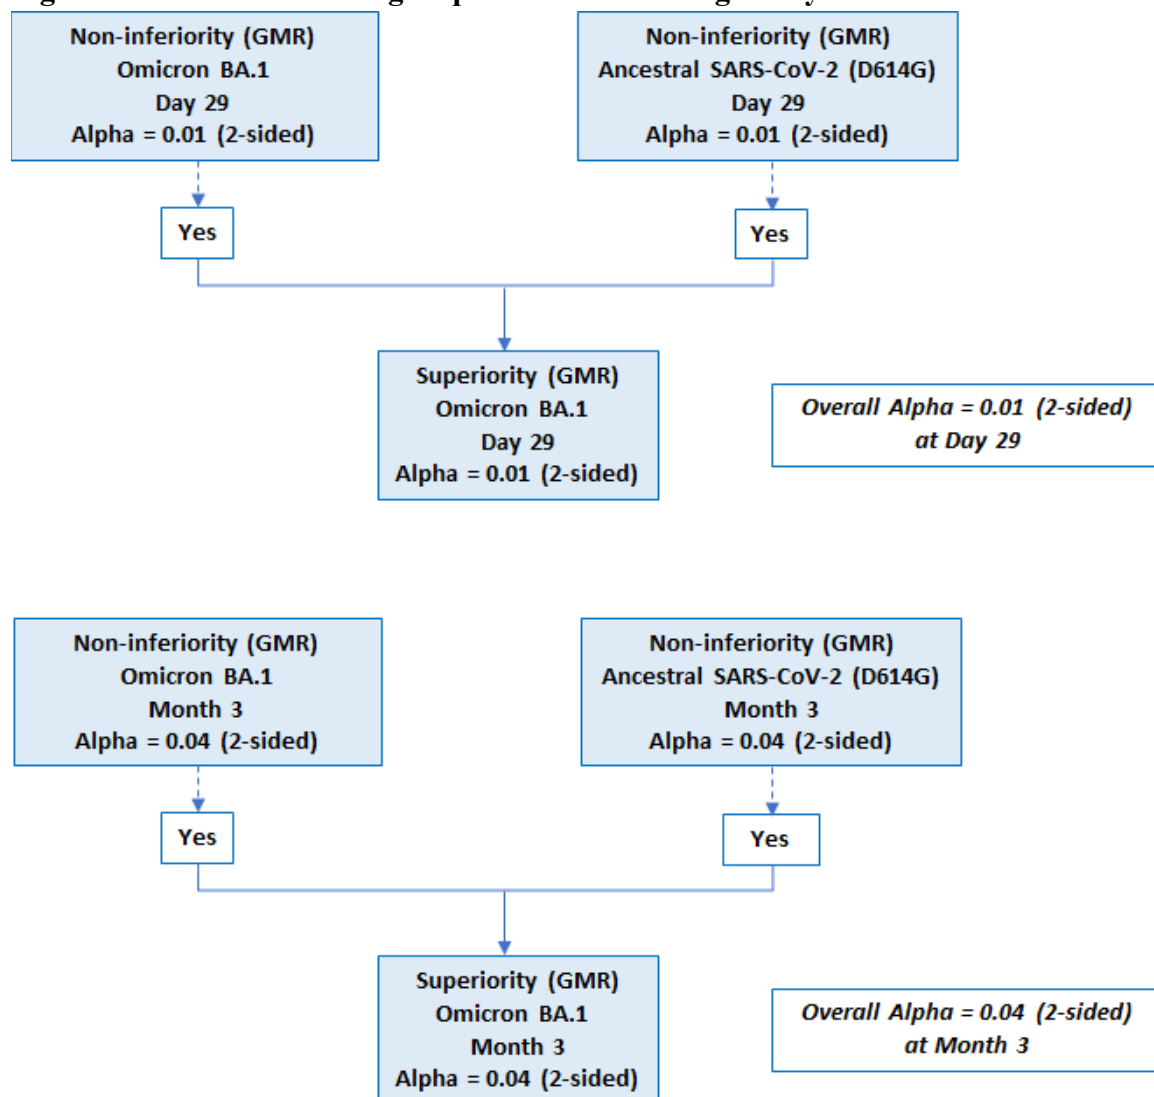 Non-inferiority (GMR)
Omicron BA.1
Day 29
Alpha = 0.01 (2-sided)
Non-inferiority (GMR)
Ancestral SARS-CoV-2 (D614G)
Day 29
Alpha = 0.01 (2-sided)
Yes
Yes
Superiority (GMR)
Omicron BA.1
Day 29
Alpha = 0.01 (2-sided)
Overall Alpha = 0.01 (2-sided)
at Day 29
Non-inferiority (GMR)
Omicron BA.1
Month 3
Alpha = 0.04 (2-sided)
Non-inferiority (GMR)
Ancestral SARS-CoV-2 (D614G)
Month 3
Alpha = 0.04 (2-sided)
Yes
Yes
Superiority (GMR)
Omicron BA.1
Month 3
Alpha = 0.04 (2-sided)
Overall Alpha = 0.04 (2-sided)
at Month 3